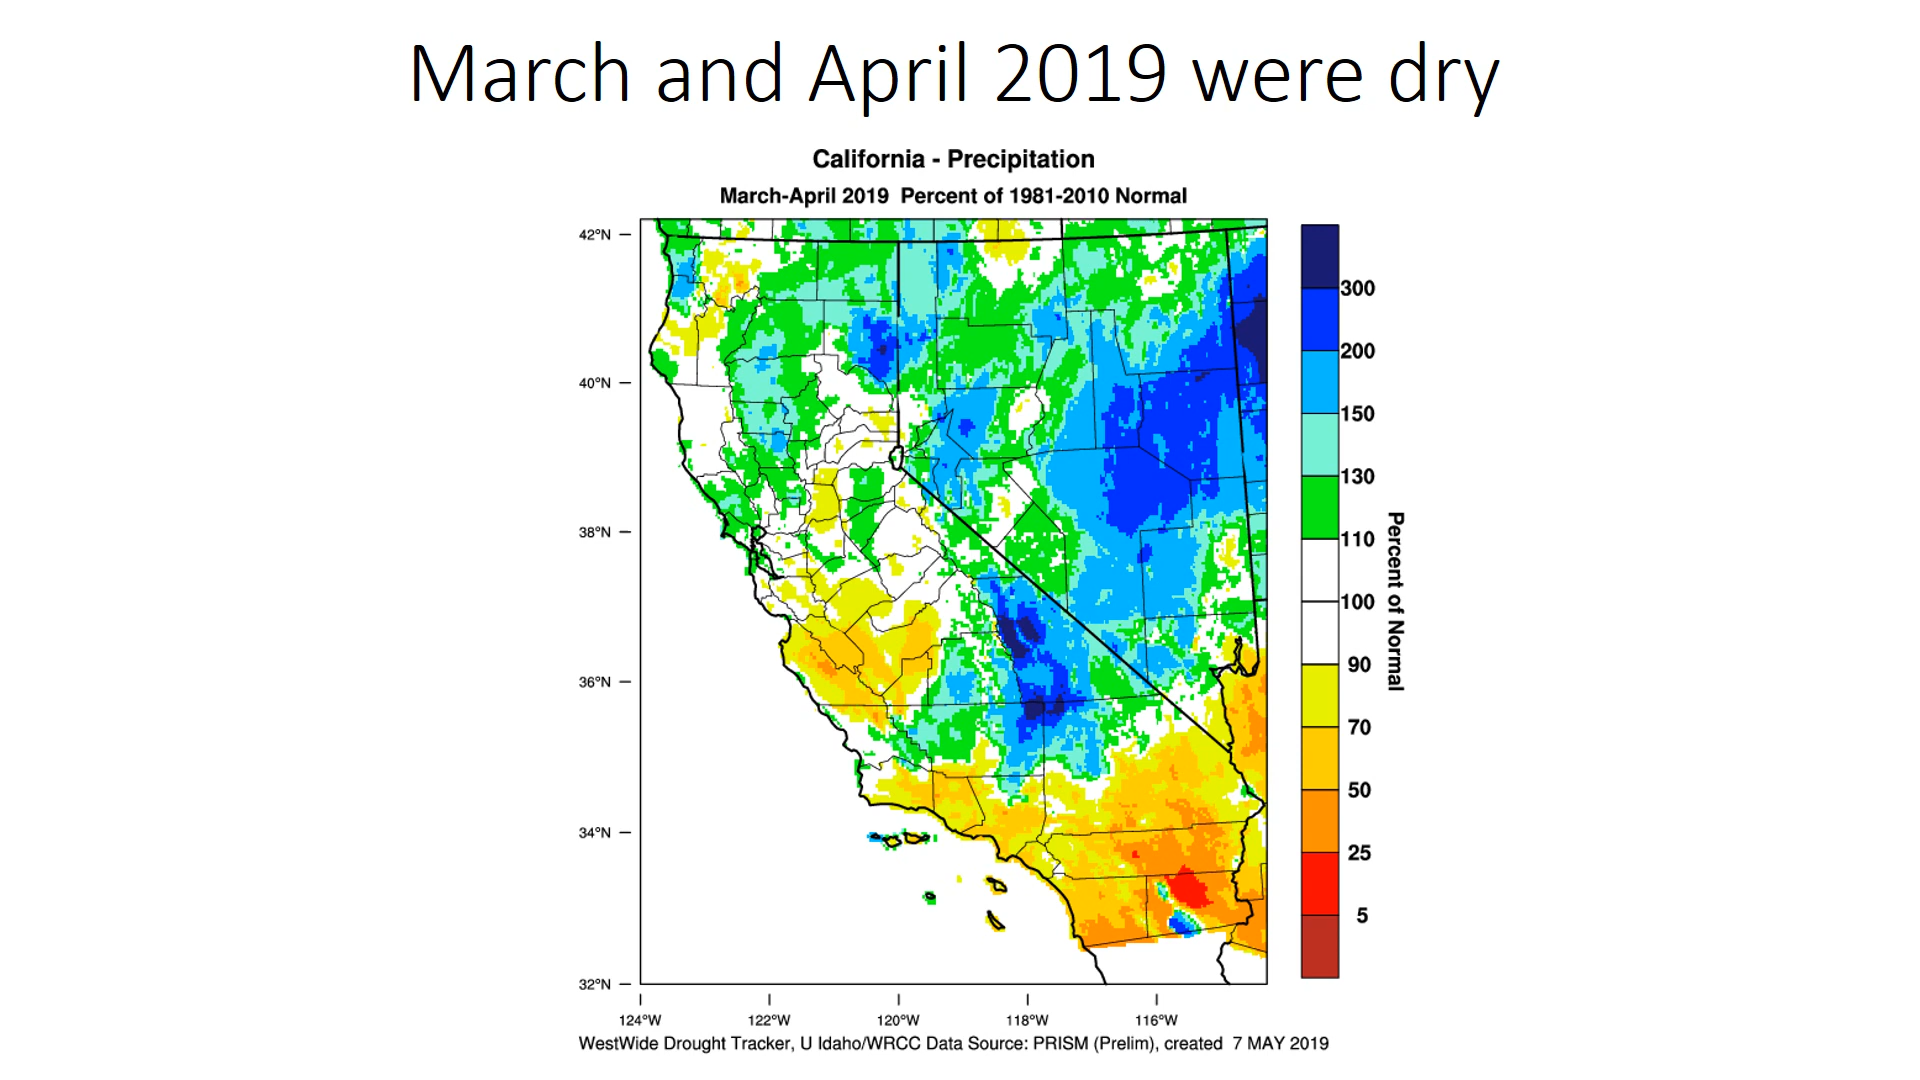 March and April 2019 were dry
California - Precipitation
March-April 2019 Percent of 1981-2010 Normal
42°N
40°N
38°N
36°N
34°N
32°N
124°W
122°W
120°W
118°W
116°W
300
200
150
130
110
100
90
70
50
25
5
Percent of Normal
WestWide Drought Tracker, U Idaho/WRCC Data Source: PRISM (Prelim), created 7 MAY 2019